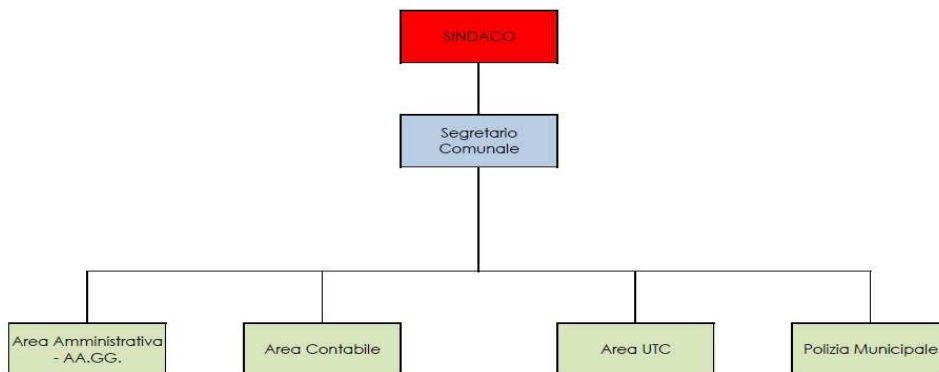 SINDACO
Segretario
Comunale
Area Amministrativa
- AA.GG.
Area Contabile
Area UTC
Polizia Municipale